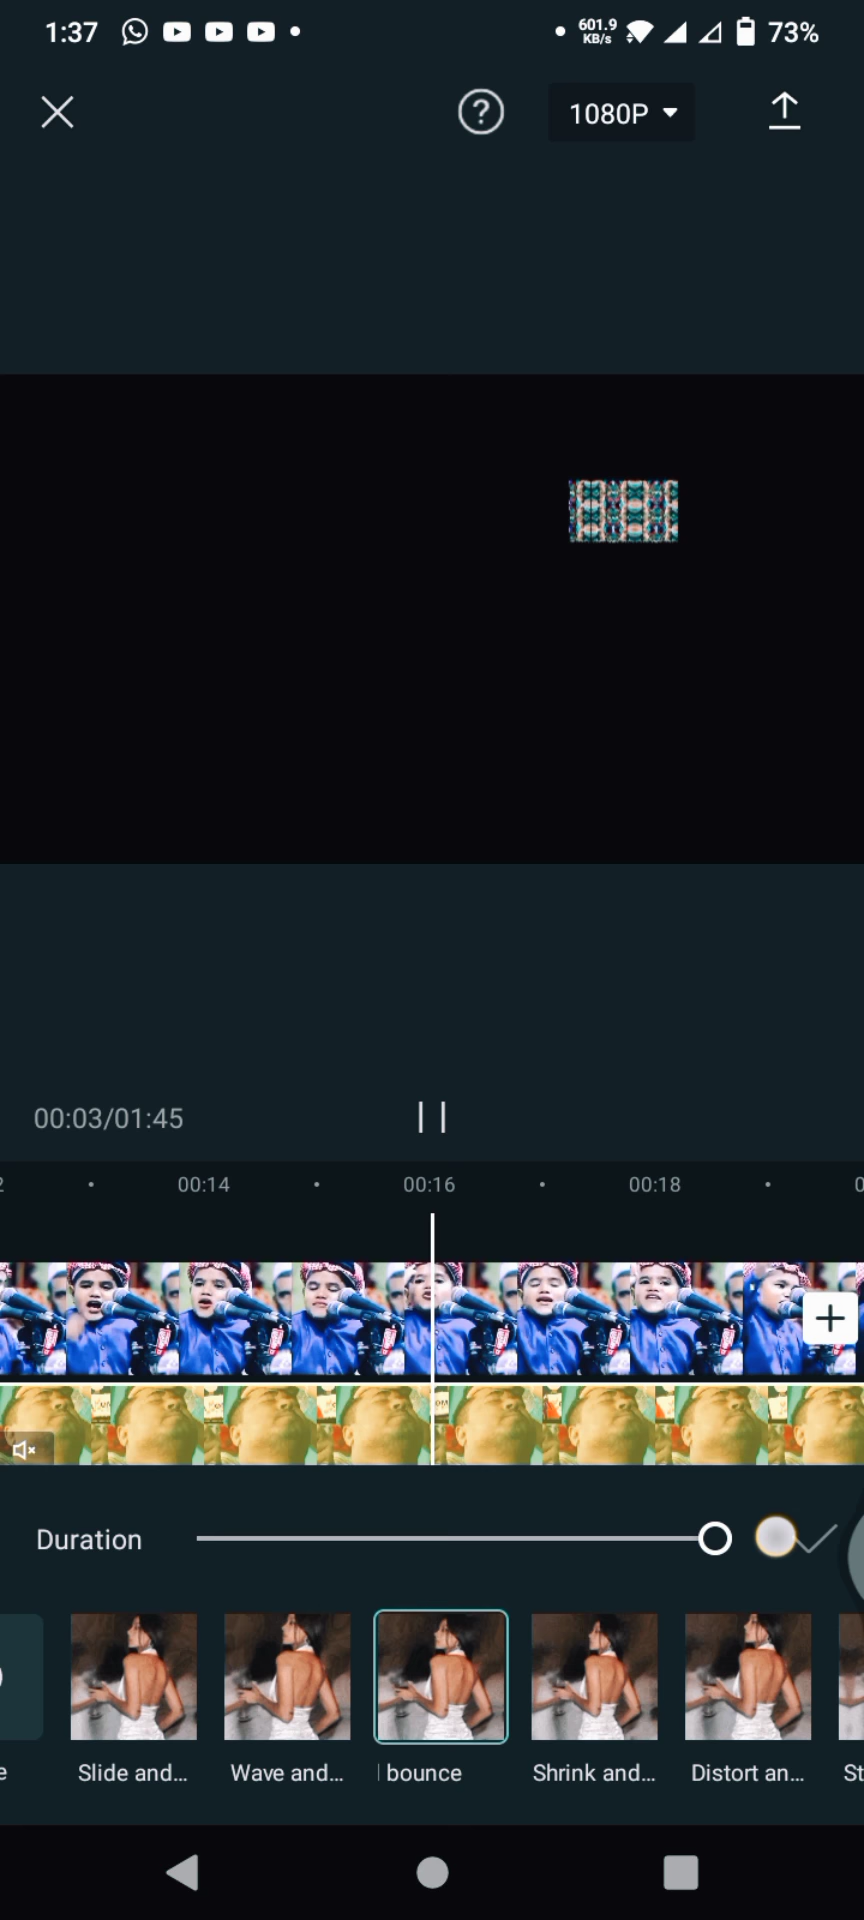 1:37
601.9
KB/s
73%
?
1080P
00:03/01:45
00:14
00:16
00:18
Duration
Slide and...
Wave and...
bounce
Shrink and...
Distort an...
St